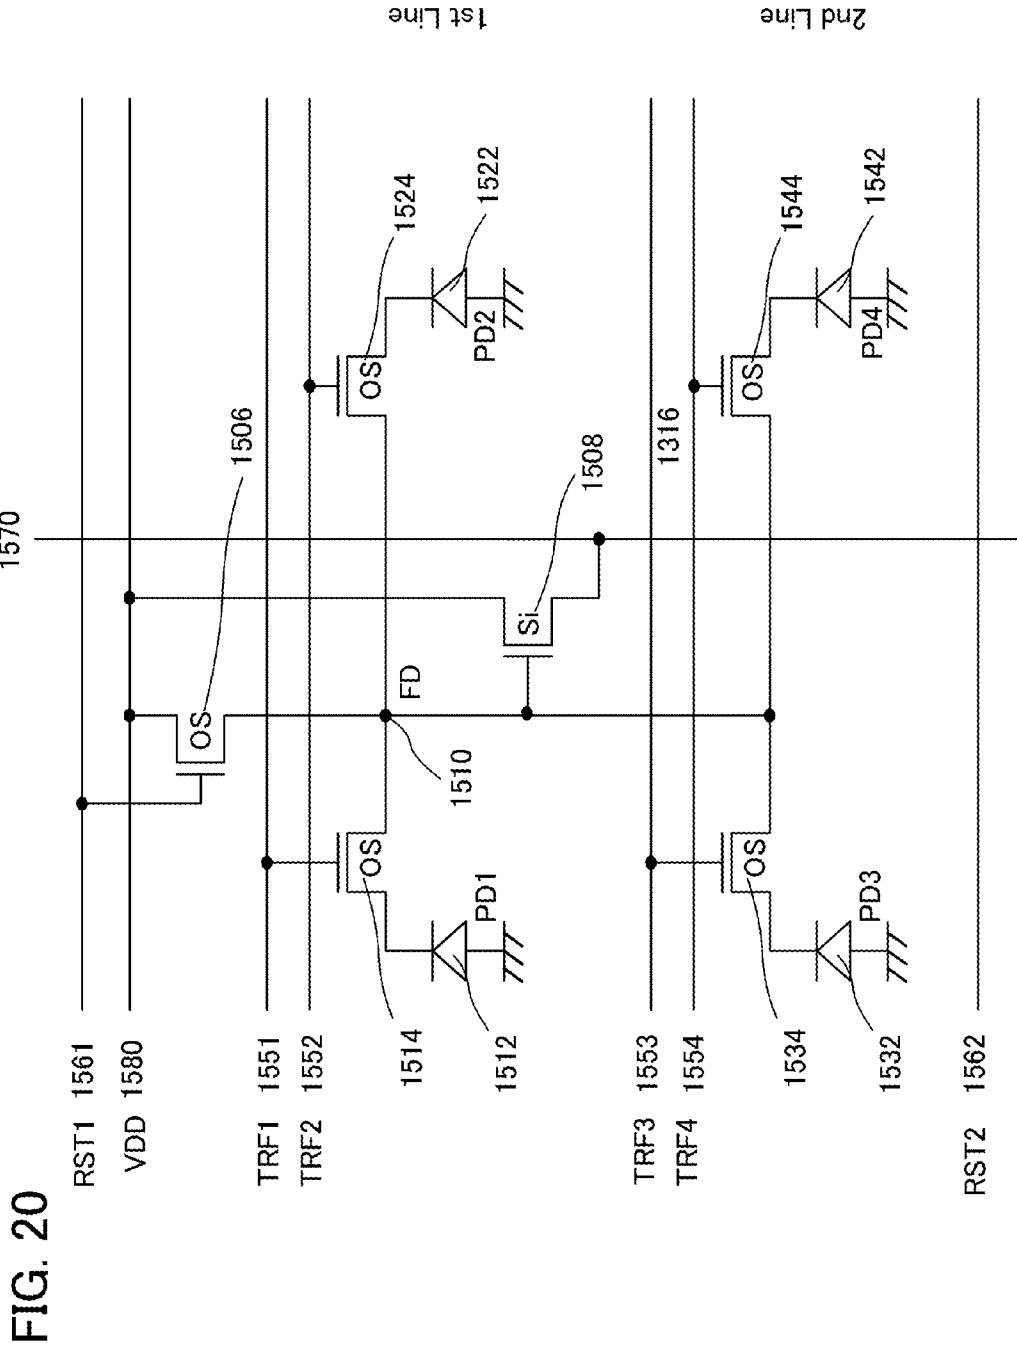 FIG. 20
1570
RST1 1561
VDD 1580
OS
1506
TRF1 1551
TRF2 1552
1st Line
OS
1514
FD
1510
OS
1524
PD1
1512
Si
1508
PD2
1522
TRF3 1553
TRF4 1554
1316
2nd Line
OS
1534
OS
1544
PD3
1532
PD4
1542
RST2 1562